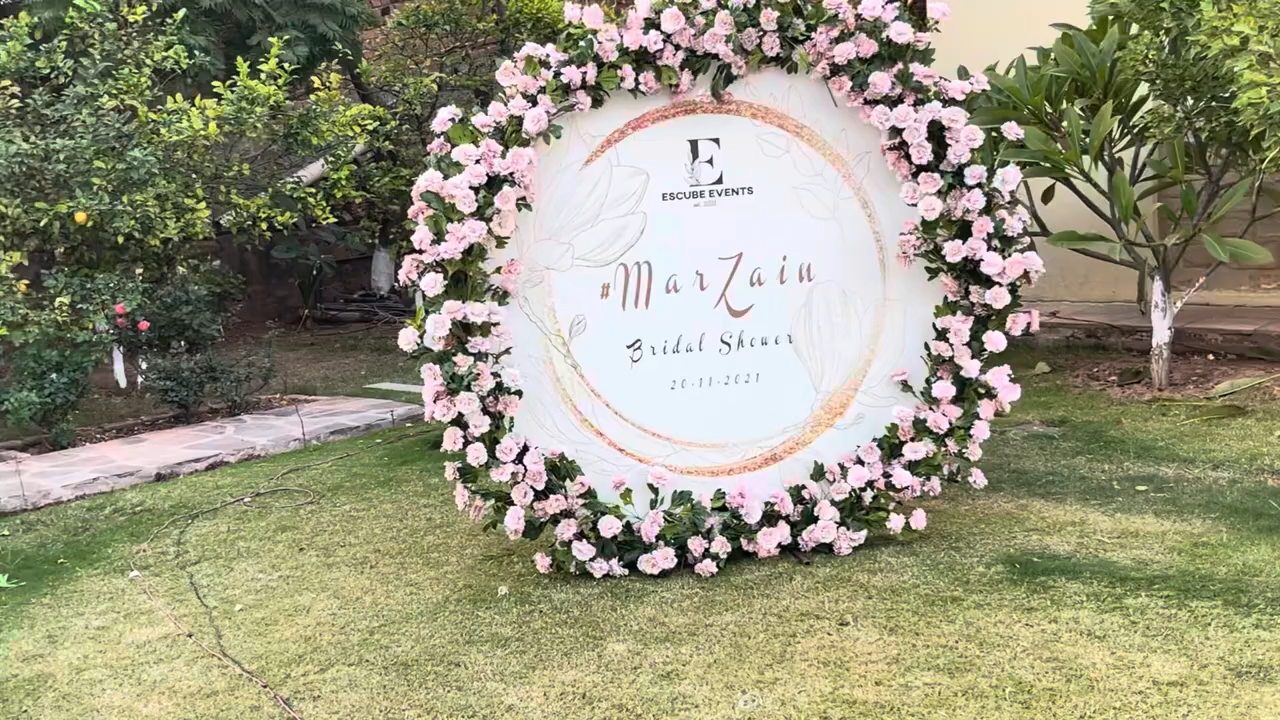 E
ESCUBE EVENTS
#MarZain
Bridal Shower
20-11-2021